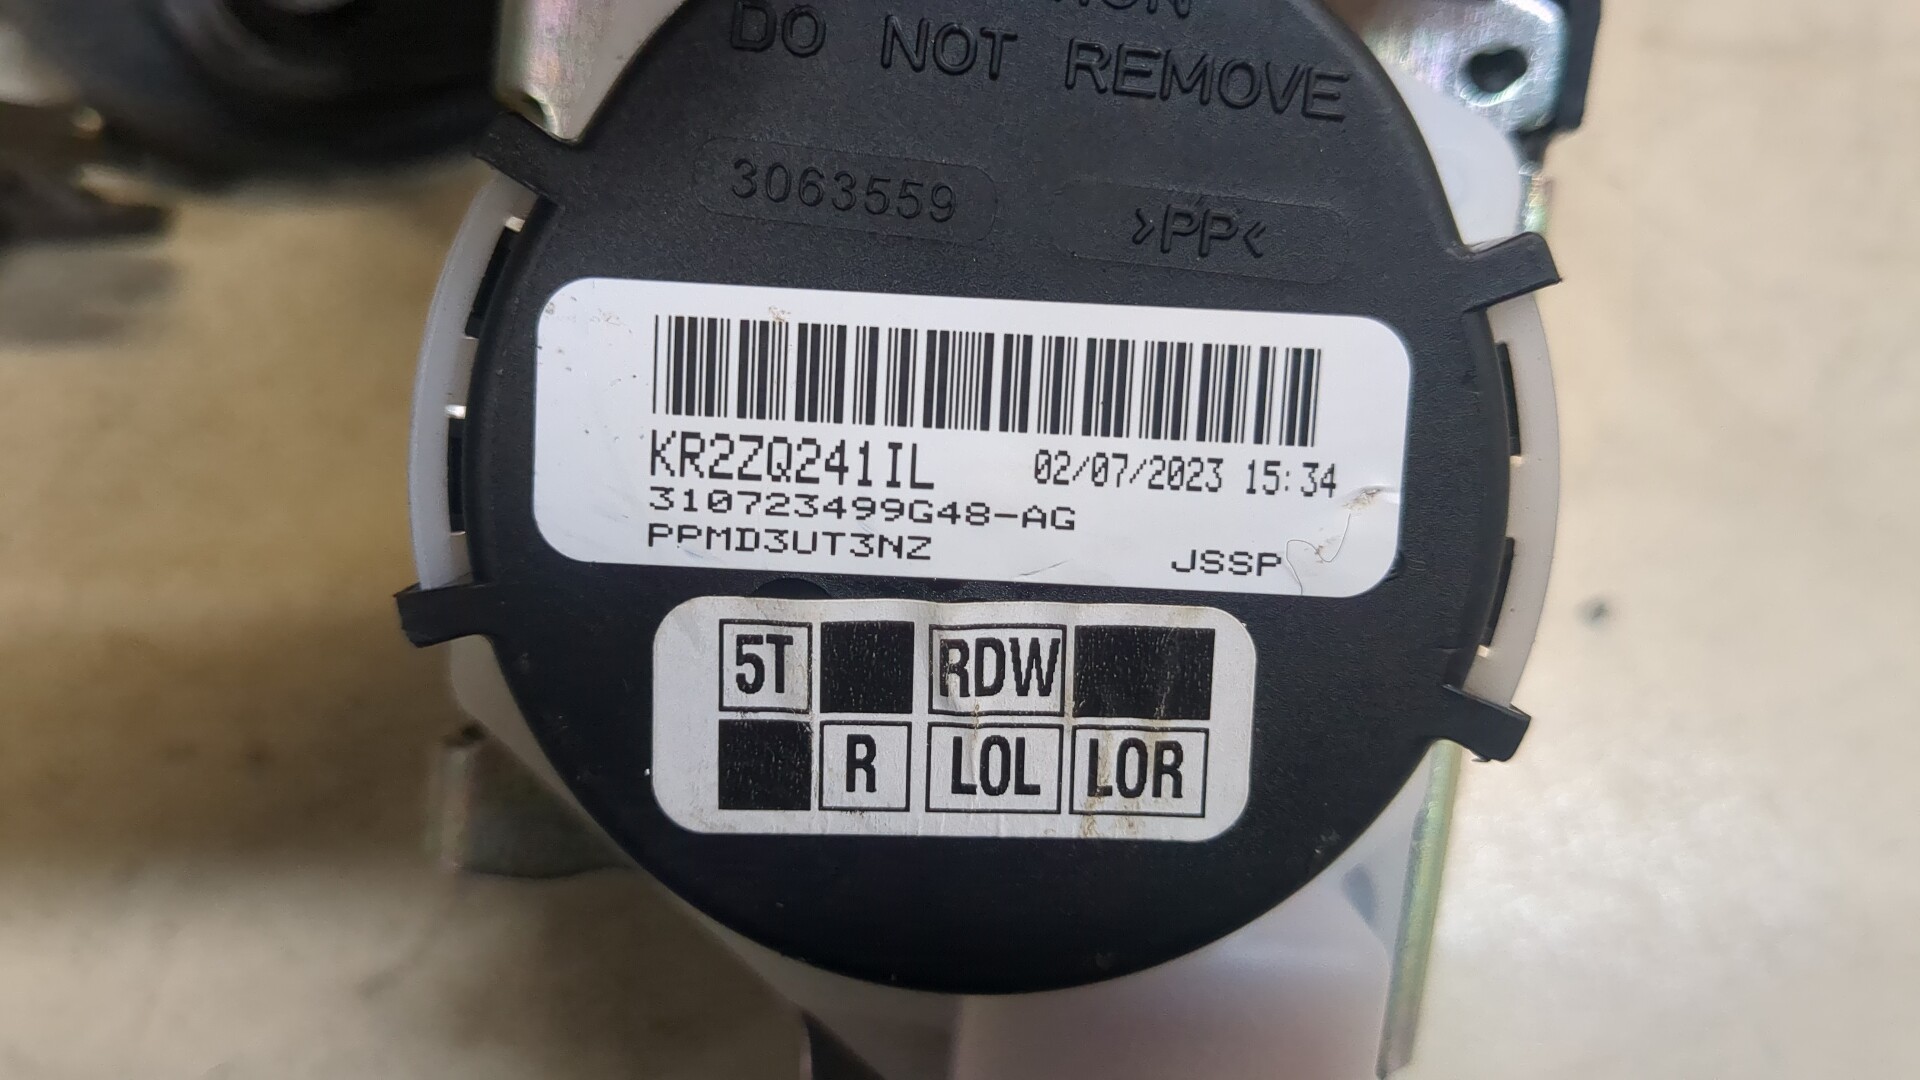 DO NOT REMOVE
3063559 >PP<
KR2ZQ241IL 02/07/2023 15:34
310723499G48-AG
PPMD3UT3NZ JSSP
5T RDW
R LOL LOR